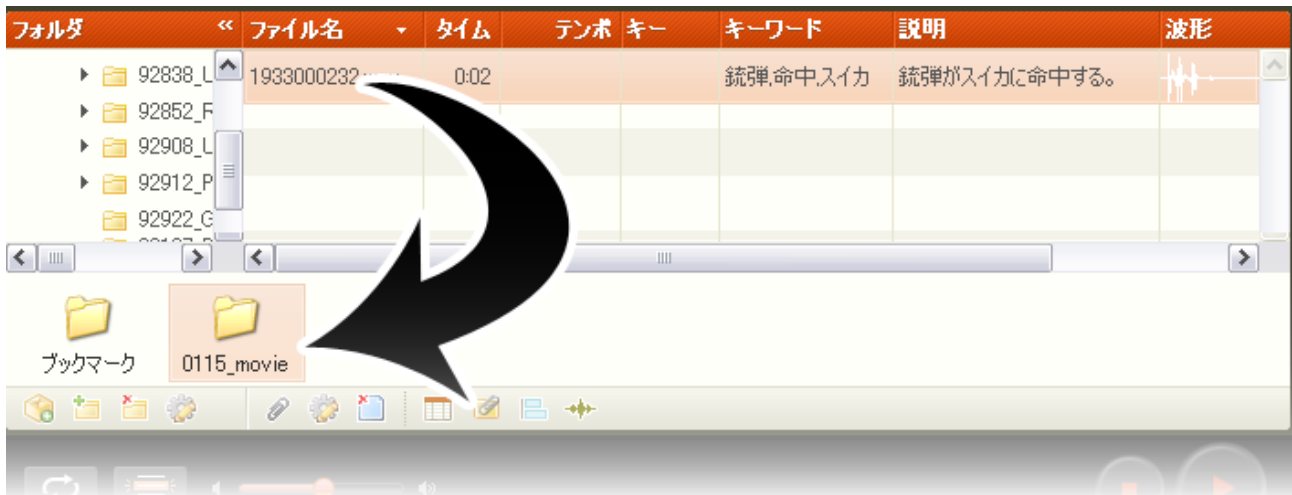 フォルダ « ファイル名 タイム テンポ キー キーワード 説明 波形
92838_L 1933000232 0:02 銃弾,命中,スイカ 銃弾がスイカに命中する。
92852_R
92908_L
92912_P
92922_G
ブックマーク 0115_movie